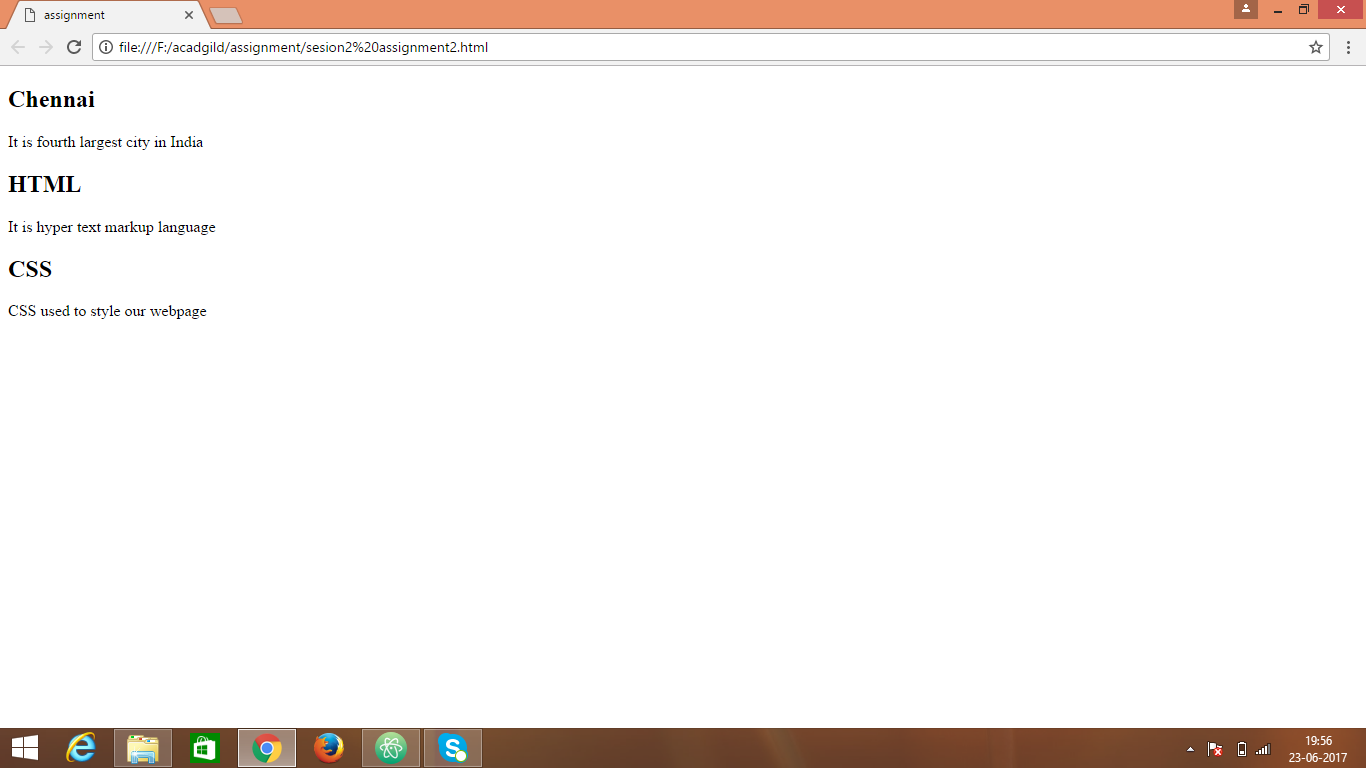 assignment
file:///F:/acadgild/assignment/sesion2%20assignment2.html
Chennai
It is fourth largest city in India
HTML
It is hyper text markup language
CSS
CSS used to style our webpage
19:56
23-06-2017